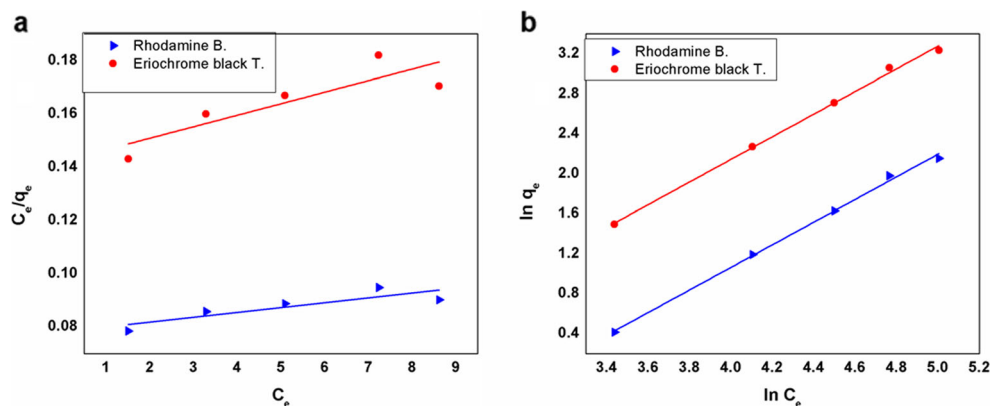 a
Rhodamine B.
Eriochrome black T.
0.18
0.16
0.14
0.12
0.10
0.08
Ce/qe
1 2 3 4 5 6 7 8 9
Ce
b
Rhodamine B.
Eriochrome black T.
3.2
2.8
2.4
2.0
1.6
1.2
0.8
0.4
ln qe
3.4 3.6 3.8 4.0 4.2 4.4 4.6 4.8 5.0 5.2
ln Ce